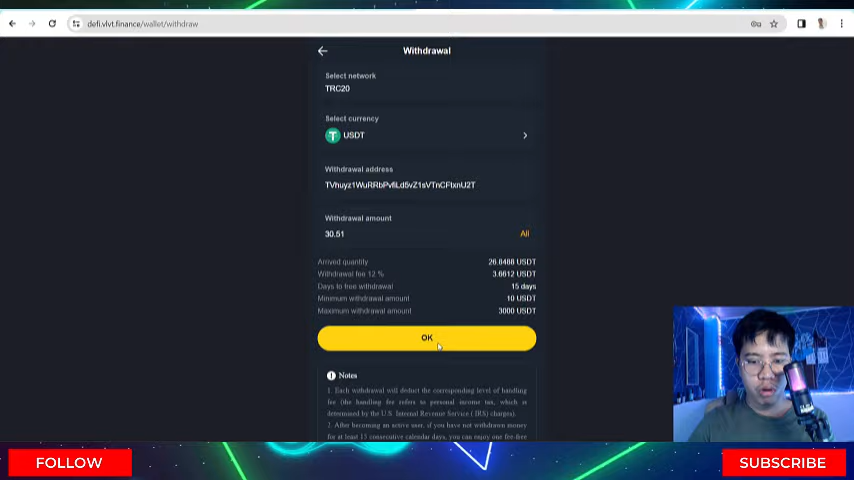 defi.vlvt.finance/wallet/withdraw
Withdrawal
Select network
TRC20
Select currency
USDT
Withdrawal address
Withdrawal amount
30.51 All
Arrived quantity 26.8488 USDT
Withdrawal fee 12 % 3.6612 USDT
Days to free withdrawal 15 days
Minimum withdrawal amount 10 USDT
Maximum withdrawal amount 3000 USDT
OK
Notes
1. Each withdrawal will deduct the corresponding level of handling
fee (the handling fee refers to personal income tax, which is
determined by the U.S. Internal Revenue Service ( IRS) charges).
2. After becoming an active user, if you have not withdrawn money
for at least 15 consecutive calendar days, you can enjoy one fee-free
FOLLOW
SUBSCRIBE